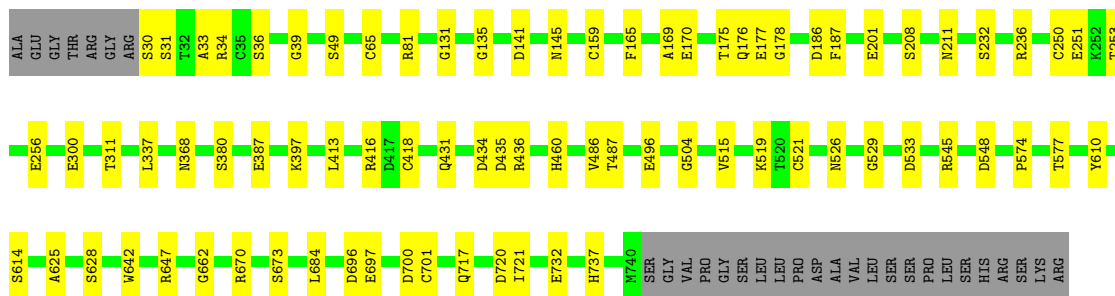 ALA GLU GLY THR ARG GLY ARG S30 S31 T32 A33 R34 C35 S36 G39 S49 C65 R81 G131 G135 D141 N145 C159 F165 A169 E170 T175 Q176 E177 G178 D186 F187 E201 S208 N211 S232 R236 C250 E251 K252 T253
E256 E300 T311 L337 N368 S380 E387 K397 L413 R416 D417 C418 Q431 D434 D435 R436 H460 V486 T487 E496 G504 V515 K519 T520 C521 N526 G529 D533 R545 D548 P574 T577 Y610
S614 A625 S628 W642 R647 G662 R670 S673 L684 D696 E697 D700 C701 Q717 D720 I721 E732 H737 M740 SER GLY VAL PRO GLY SER LEU LEU PRO ASP ALA VAL LEU SER SER PRO LEU SER HIS ARG SER LYS ARG